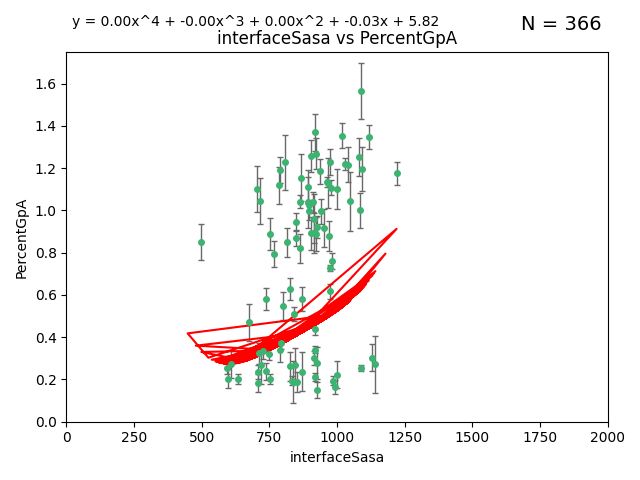 y = 0.00x^4 + -0.00x^3 + 0.00x^2 + -0.03x + 5.82
N = 366
interfaceSasa vs PercentGpA
PercentGpA
1.6
1.4
1.2
1.0
0.8
0.6
0.4
0.2
0.0
0 250 500 750 1000 1250 1500 1750 2000
interfaceSasa